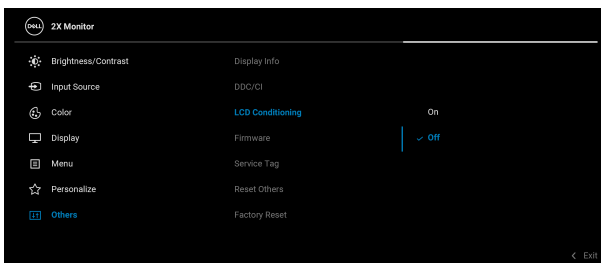 DELL 2X Monitor
Brightness/Contrast Display Info
Input Source DDC/CI
Color LCD Conditioning On
Display Firmware Off
Menu Service Tag
Personalize Reset Others
Others Factory Reset
Exit